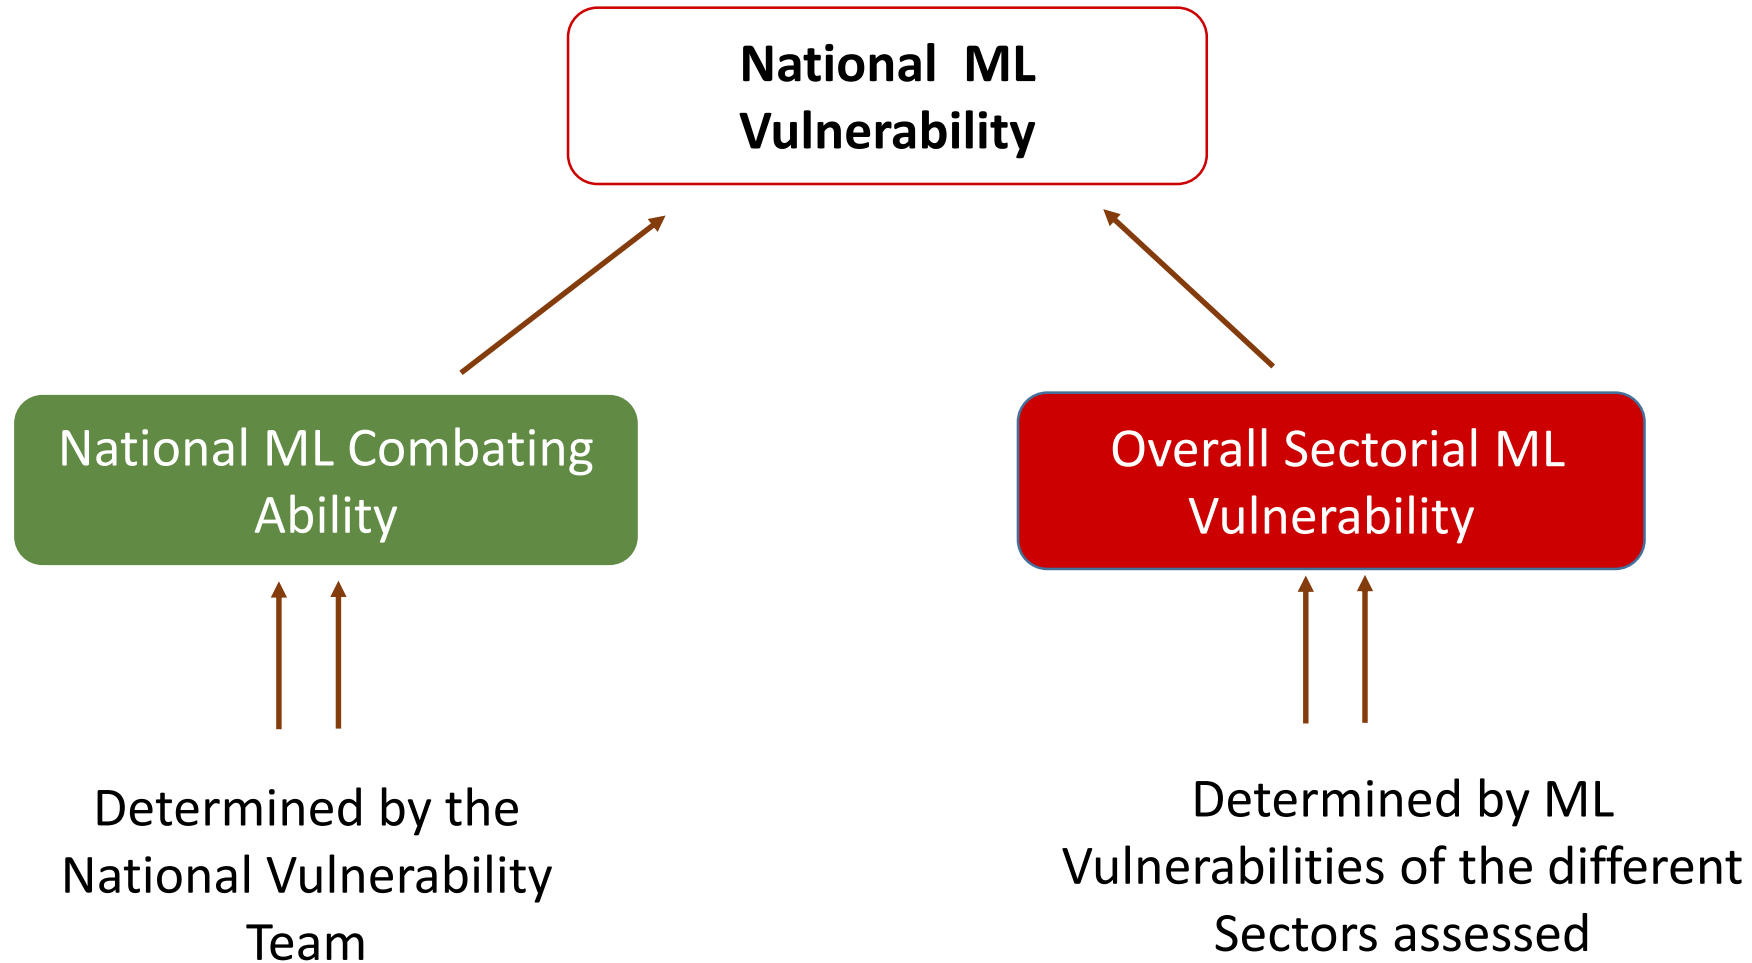 National ML
Vulnerability
National ML Combating
Ability
Overall Sectorial ML
Vulnerability
Determined by the
National Vulnerability
Team
Determined by ML
Vulnerabilities of the different
Sectors assessed